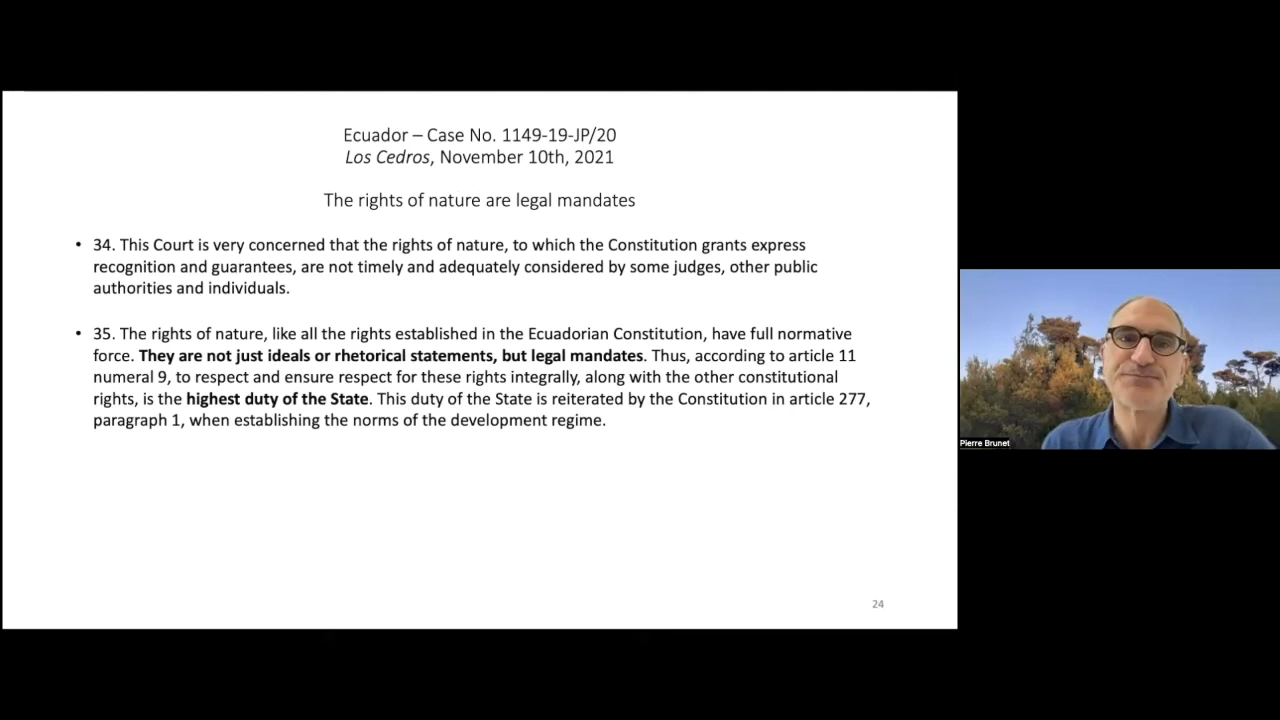 Ecuador – Case No. 1149-19-JP/20
Los Cedros, November 10th, 2021
The rights of nature are legal mandates
• 34. This Court is very concerned that the rights of nature, to which the Constitution grants express
recognition and guarantees, are not timely and adequately considered by some judges, other public
authorities and individuals.
• 35. The rights of nature, like all the rights established in the Ecuadorian Constitution, have full normative
force. They are not just ideals or rhetorical statements, but legal mandates. Thus, according to article 11
numeral 9, to respect and ensure respect for these rights integrally, along with the other constitutional
rights, is the highest duty of the State. This duty of the State is reiterated by the Constitution in article 277,
paragraph 1, when establishing the norms of the development regime.
24
Pierre Brunet